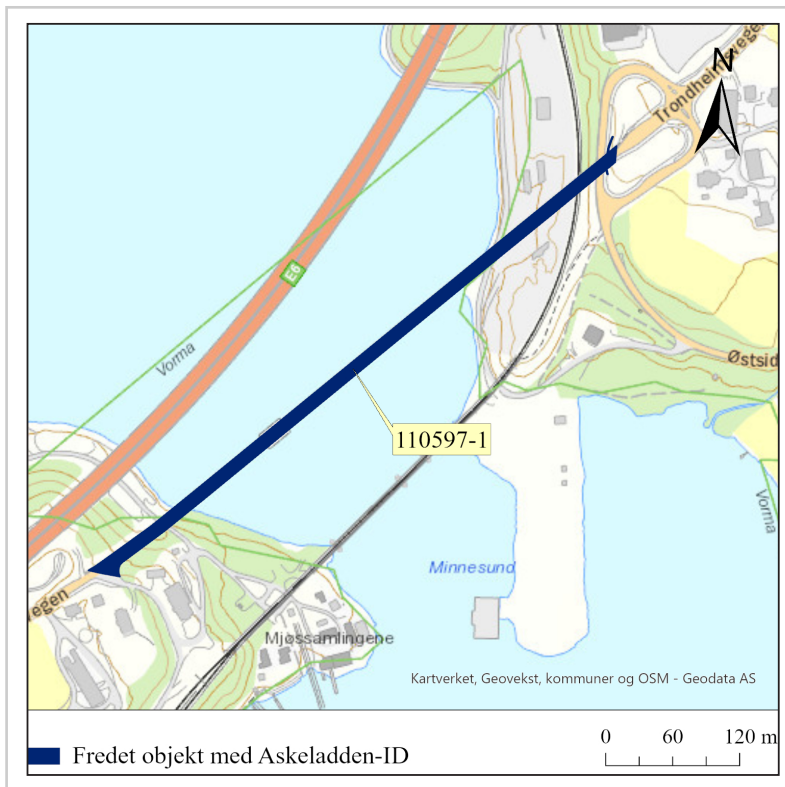 N
Trondheimsvegen
E6
Vorma
Østsid
110597-1
Vorma
Minnesund
vegen
Mjøssamlingene
Kartverket, Geovekst, kommuner og OSM - Geodata AS
Fredet objekt med Askeladden-ID
0 60 120 m